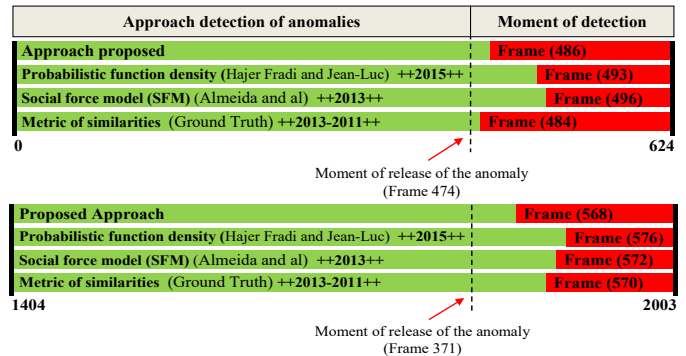 Approach detection of anomalies Moment of detection
Approach proposed Frame (486)
Probabilistic function density (Hajer Fradi and Jean-Luc) ++2015++ Frame (493)
Social force model (SFM) (Almeida and al) ++2013++ Frame (496)
Metric of similarities (Ground Truth) ++2013-2011++ Frame (484)
0 624
Moment of release of the anomaly
(Frame 474)
Proposed Approach Frame (568)
Probabilistic function density (Hajer Fradi and Jean-Luc) ++2015++ Frame (576)
Social force model (SFM) (Almeida and al) ++2013++ Frame (572)
Metric of similarities (Ground Truth) ++2013-2011++ Frame (570)
1404 2003
Moment of release of the anomaly
(Frame 371)